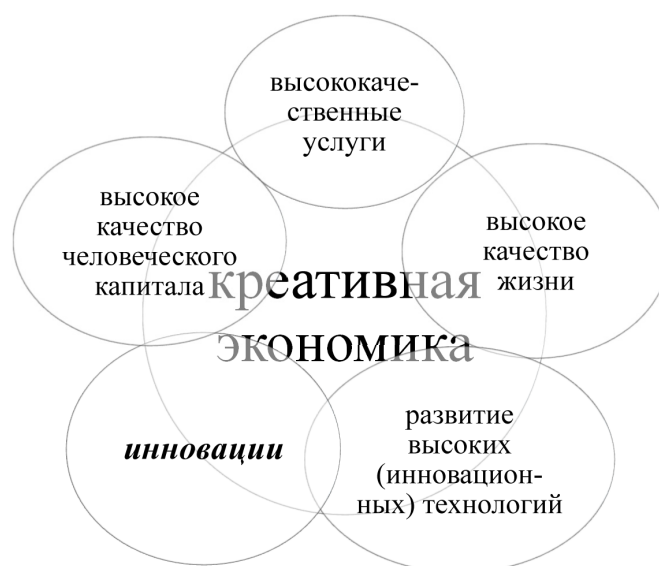 высококаче-
ственные
услуги
высокое
качество
человеческого
капитала
высокое
качество
жизни
креативная
экономика
инновации
развитие
высоких
(инновацион-
ных) технологий